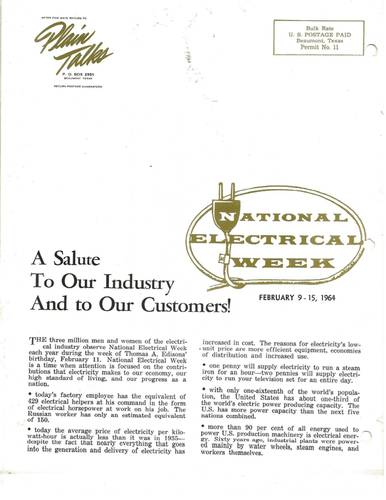 AFTER FIVE DAYS RETURN TO
Plain
Talks
P. O. BOX 2951
BEAUMONT, TEXAS
RETURN POSTAGE GUARANTEED
Bulk Rate
U. S. POSTAGE PAID
Beaumont, Texas
Permit No. 11
NATIONAL
ELECTRICAL
WEEK
FEBRUARY 9 - 15, 1964
A Salute
To Our Industry
And to Our Customers!
THE three million men and women of the electri-
cal industry observe National Electrical Week
each year during the week of Thomas A. Edisons'
birthday, February 11. National Electrical Week
is a time when attention is focused on the contri-
butions that electricity makes to our economy, our
high standard of living, and our progress as a
nation.
• today's factory employee has the equivalent of
429 electrical helpers at his command in the form
of electrical horsepower at work on his job. The
Russian worker has only an estimated equivalent
of 150.
• today the average price of electricity per kilo-
watt-hour is actually less than it was in 1935—
despite the fact that nearly everything that goes
into the generation and delivery of electricity has
increased in cost. The reasons for electricity's low-
unit price are more efficient equipment, economies
of distribution and increased use.
• one penny will supply electricity to run a steam
iron for an hour—two pennies will supply electri-
city to run your television set for an entire day.
• with only one-sixteenth of the world's popula-
tion, the United States has about one-third of
the world's electric power producing capacity. The
U.S. has more power capacity than the next five
nations combined.
• more than 90 per cent of all energy used to
power U.S. production machinery is electrical ener-
gy. Sixty years ago, industrial plants were power-
ed mainly by water wheels, steam engines, and
workers themselves.